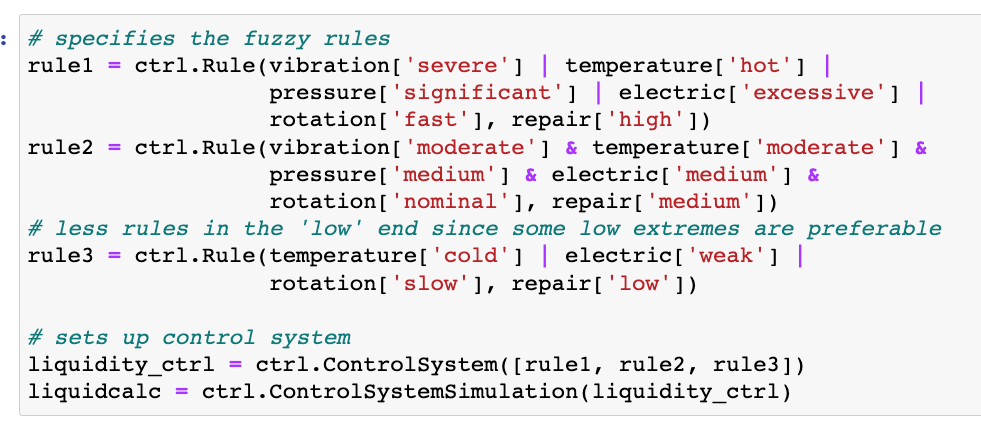 :
# specifies the fuzzy rules
rule1 = ctrl.Rule(vibration['severe'] | temperature['hot'] |
                  pressure['significant'] | electric['excessive'] |
                  rotation['fast'], repair['high'])
rule2 = ctrl.Rule(vibration['moderate'] & temperature['moderate'] &
                  pressure['medium'] & electric['medium'] &
                  rotation['nominal'], repair['medium'])
# less rules in the 'low' end since some low extremes are preferable
rule3 = ctrl.Rule(temperature['cold'] | electric['weak'] |
                  rotation['slow'], repair['low'])

# sets up control system
liquidity_ctrl = ctrl.ControlSystem([rule1, rule2, rule3])
liquidcalc = ctrl.ControlSystemSimulation(liquidity_ctrl)